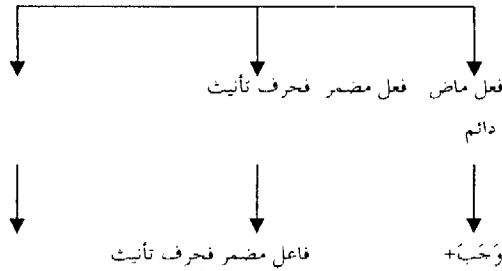 فعل ماض فعل مضمر فحرف تأنيث
دائم
وَجَبَ+ فاعل مضمر فحرف تأنيث